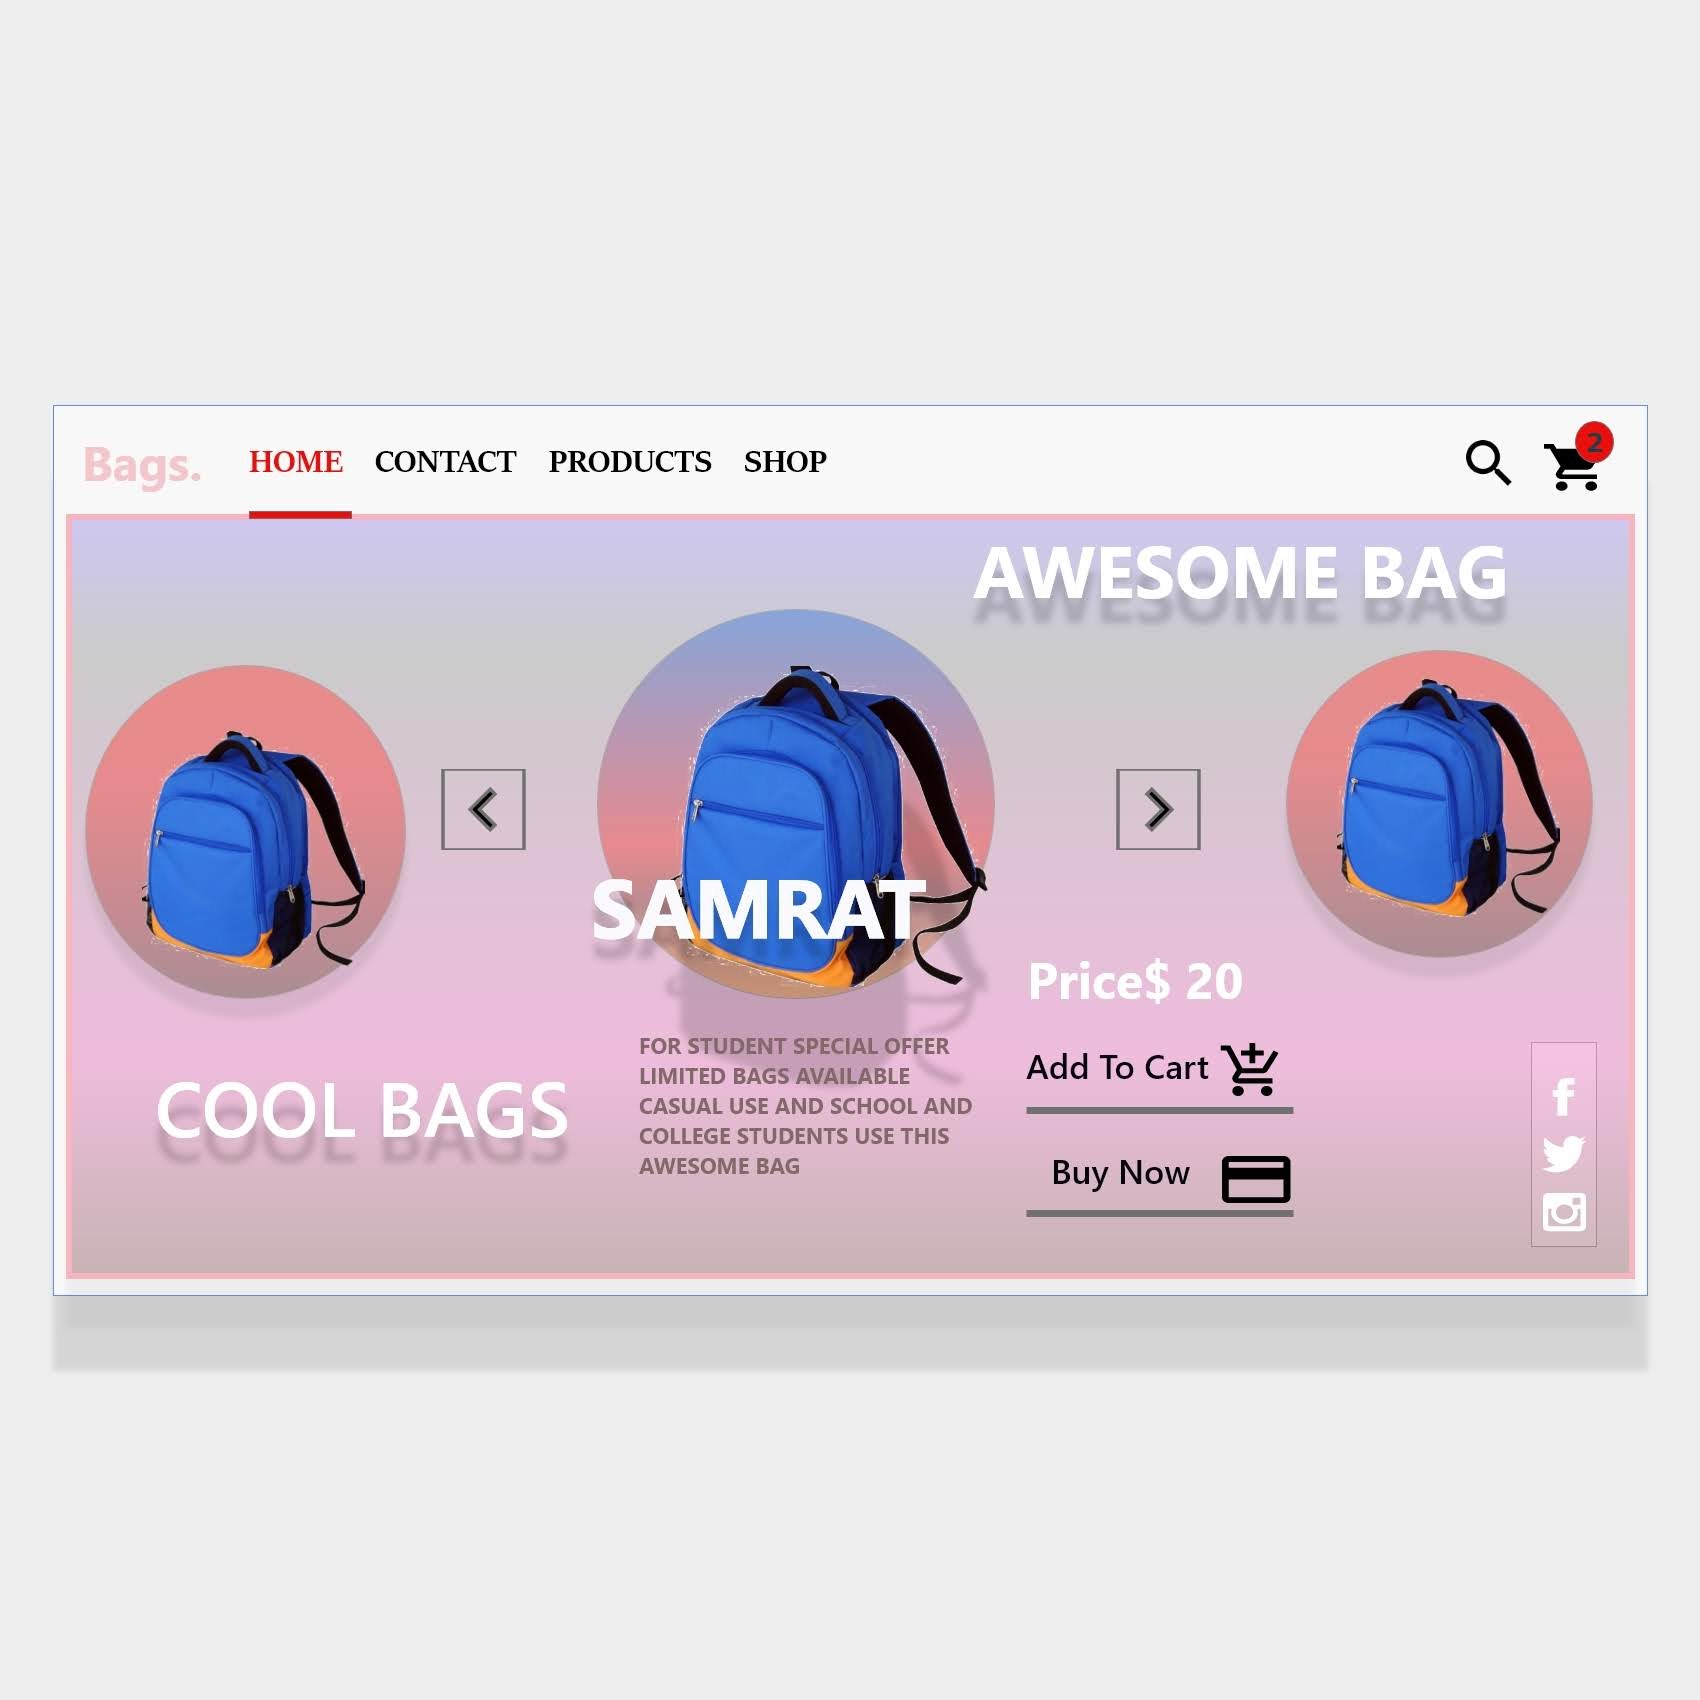 Bags.
HOME CONTACT PRODUCTS SHOP
2
AWESOME BAG
SAMRAT
Price$ 20
FOR STUDENT SPECIAL OFFER
LIMITED BAGS AVAILABLE
CASUAL USE AND SCHOOL AND
COLLEGE STUDENTS USE THIS
AWESOME BAG
Add To Cart
COOL BAGS
Buy Now